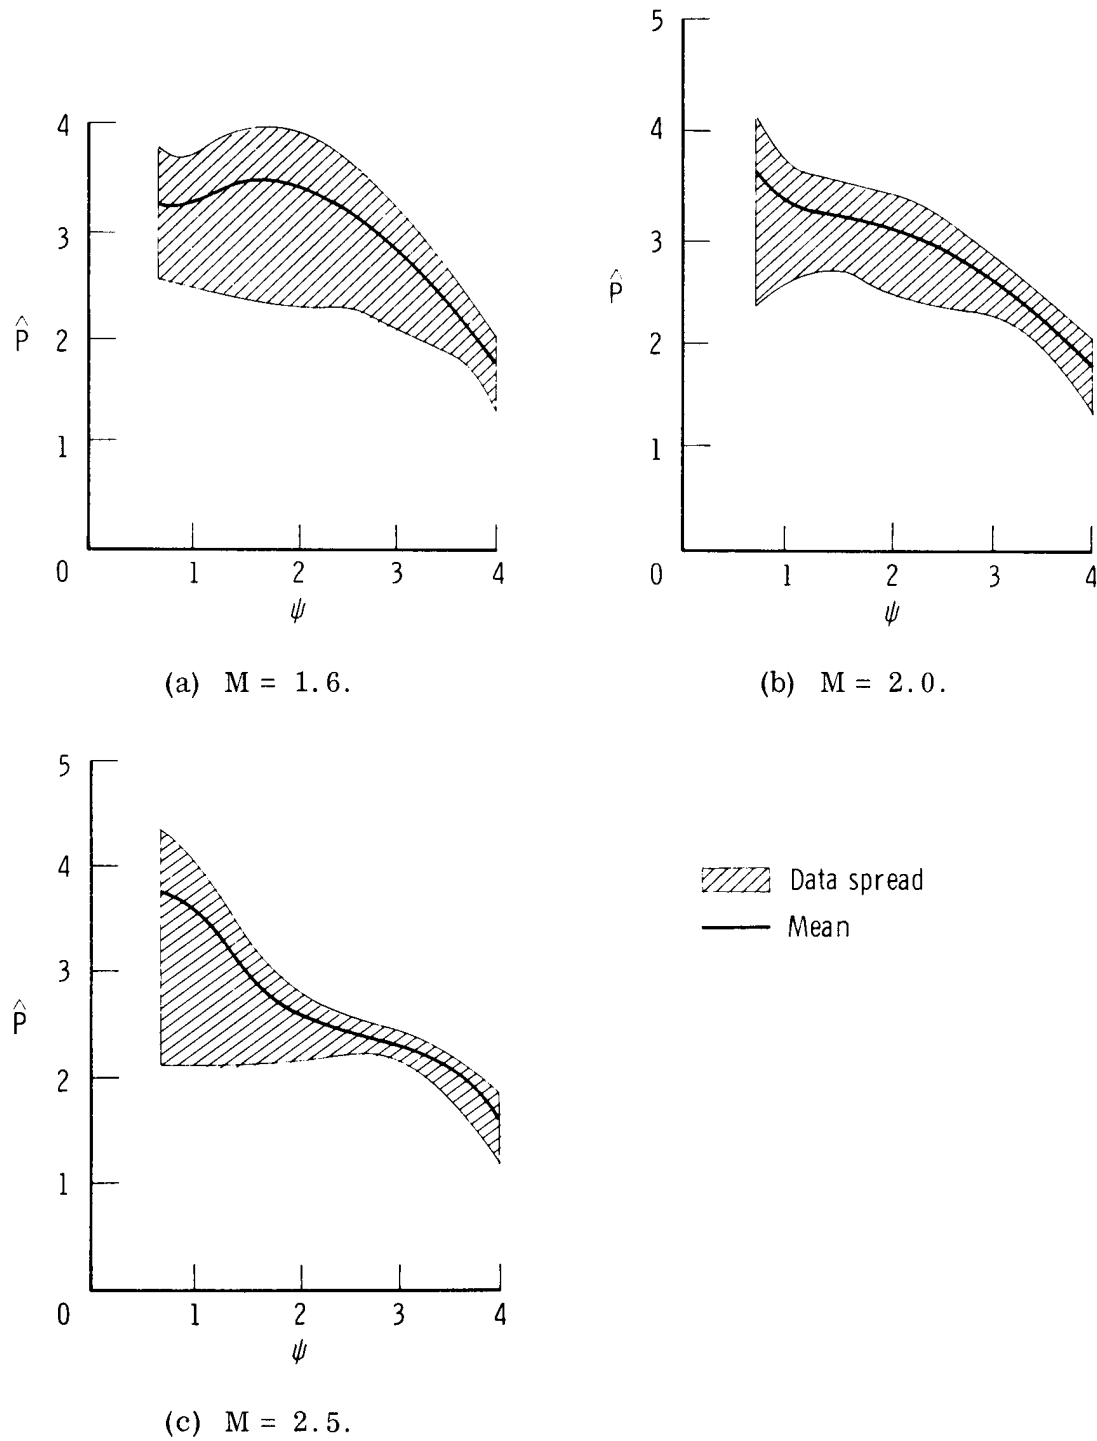 4
3
P̂
2
1
0
1 2 3 4
ψ
(a) M = 1.6.
5
4
3
P̂
2
1
0
1 2 3 4
ψ
(b) M = 2.0.
5
4
3
P̂
2
1
0
1 2 3 4
ψ
(c) M = 2.5.
Data spread
Mean